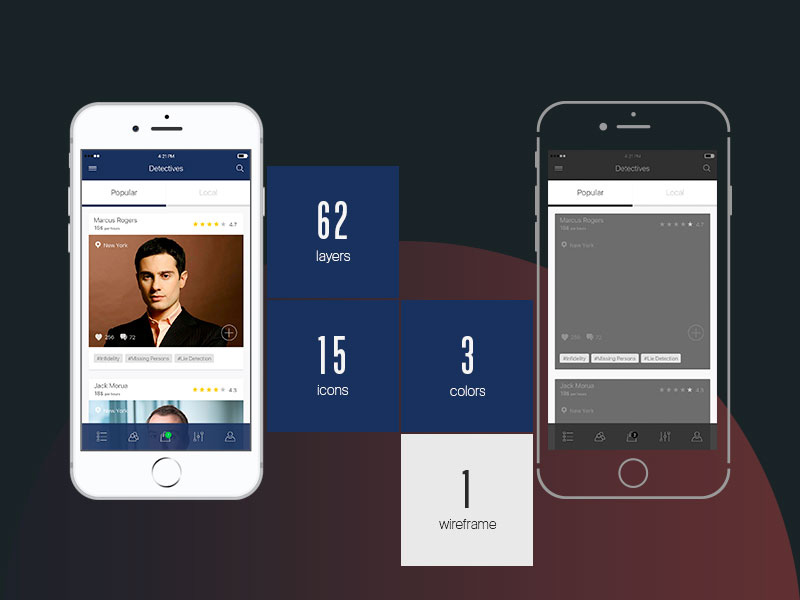 4:21 PM
Detectives
Popular Local
Marcus Rogers
15$ per hours
4.7
New York
256 72
#Infidelity #Missing Persons #Lie Detection
Jack Morua
18$ per hours
4.3
New York
62
layers
15
icons
3
colors
1
wireframe
4:21 PM
Detectives
Popular Local
Marcus Rogers
15$ per hours
4.7
New York
256 72
#Infidelity #Missing Persons #Lie Detection
Jack Morua
18$ per hours
4.3
New York